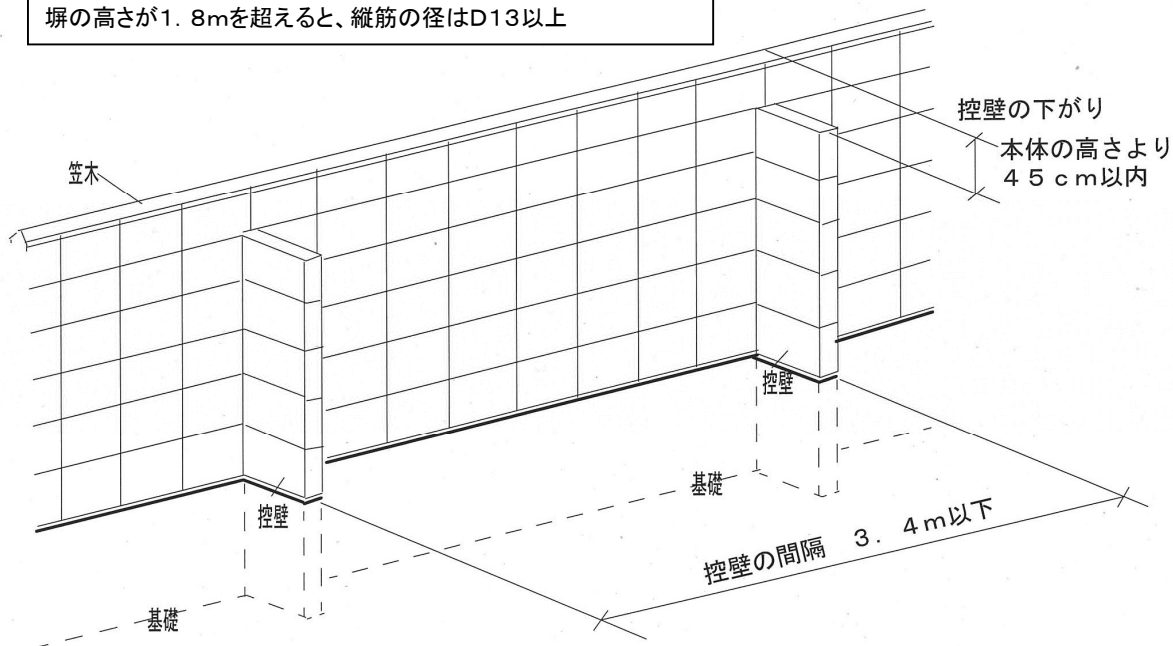 塀の高さが1．8mを超えると、縦筋の径はD13以上
控壁の下がり
本体の高さより
４５ｃｍ以内
笠木
控壁
基礎
控壁
控壁の間隔　３．４ｍ以下
基礎